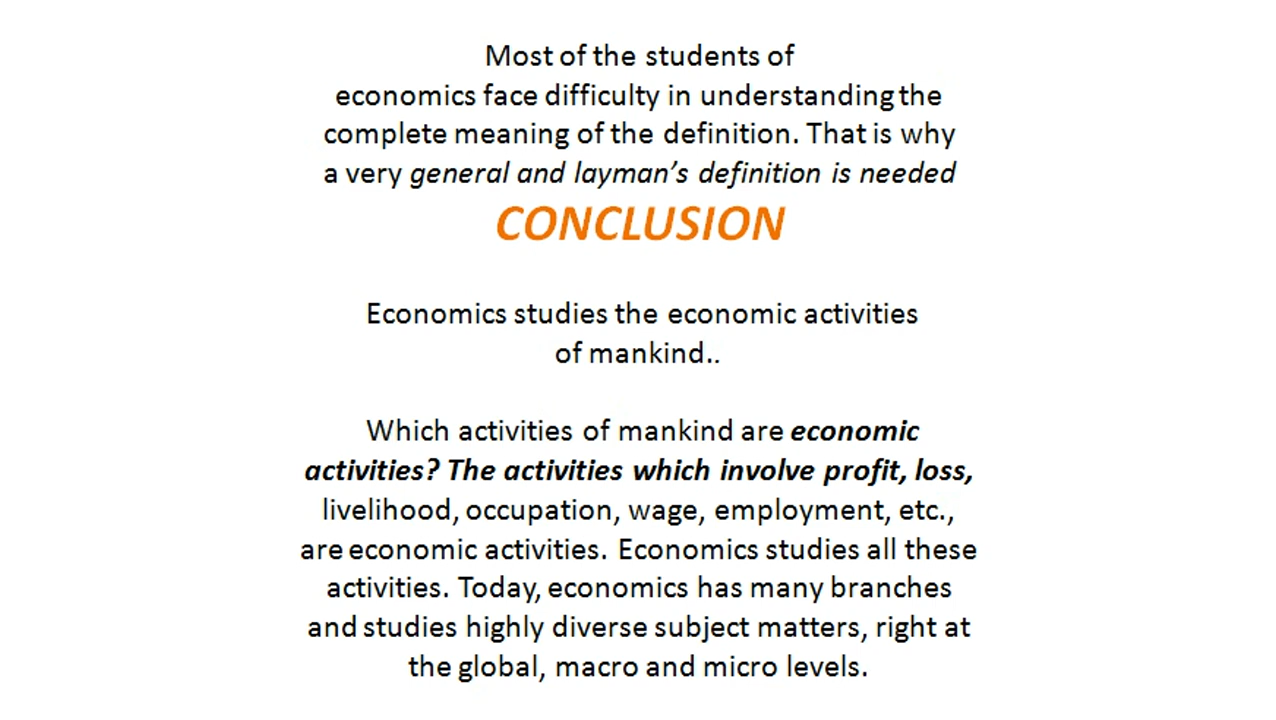 Most of the students of
economics face difficulty in understanding the
complete meaning of the definition. That is why
a very general and layman’s definition is needed
CONCLUSION
Economics studies the economic activities
of mankind..
Which activities of mankind are economic
activities? The activities which involve profit, loss,
livelihood, occupation, wage, employment, etc.,
are economic activities. Economics studies all these
activities. Today, economics has many branches
and studies highly diverse subject matters, right at
the global, macro and micro levels.